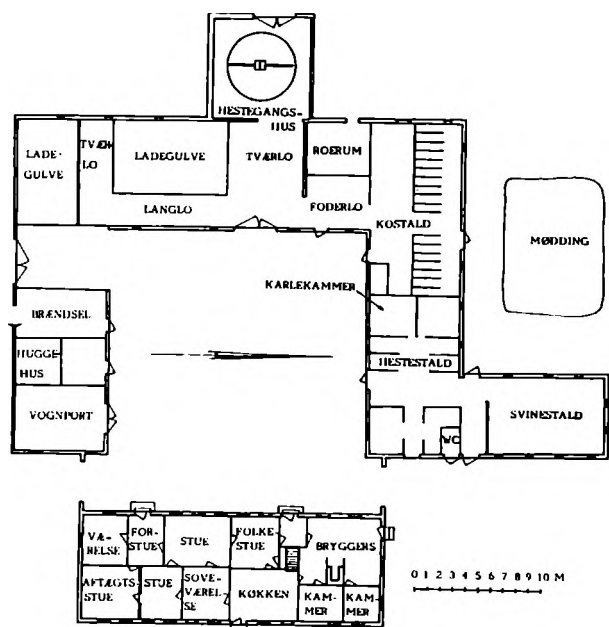 HESTEGANGS-
HUS
LADE-
GULVE
TVÆR
LO
LADEGULVE
TVÆRLO
ROERUM
LANGLO
FODERLO
KOSTALD
MØDDING
KARLEKAMMER
BRÆNDSEL
HUGGE
HUS
HESTESTALD
VOGNPORT
SVINESTALD
WC
VÆ-
RELSE
FOR-
STUE
STUE
FOLKE-
STUE
BRYGGERS
AFTÆGTS
STUE
STUE
SOVE-
VÆREL-
SE
KØKKEN
KAM-
MER
KAM-
MER
0 1 2 3 4 5 6 7 8 9 10 M